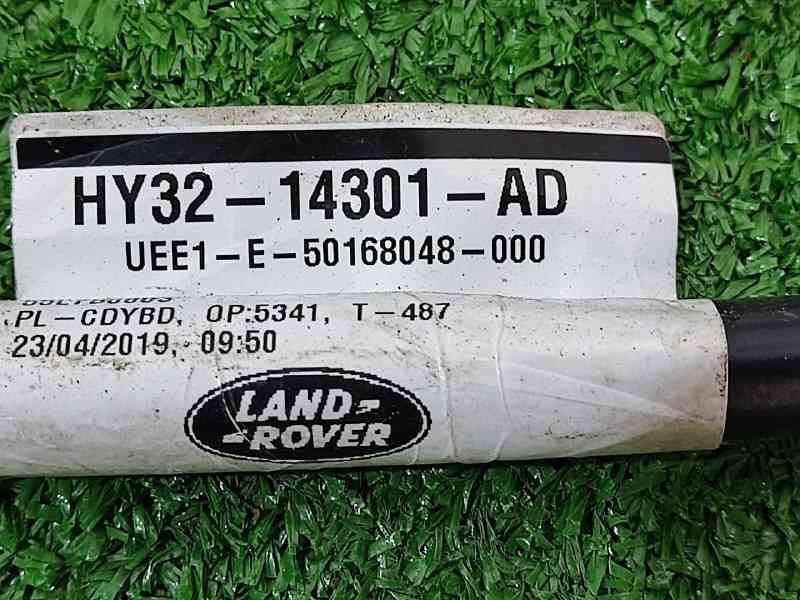 HY32-14301-AD
UEE1-E-50168048-000
PL-CDYBD, OP:5341, T-487
23/04/2019, 09:50
LAND-
-ROVER